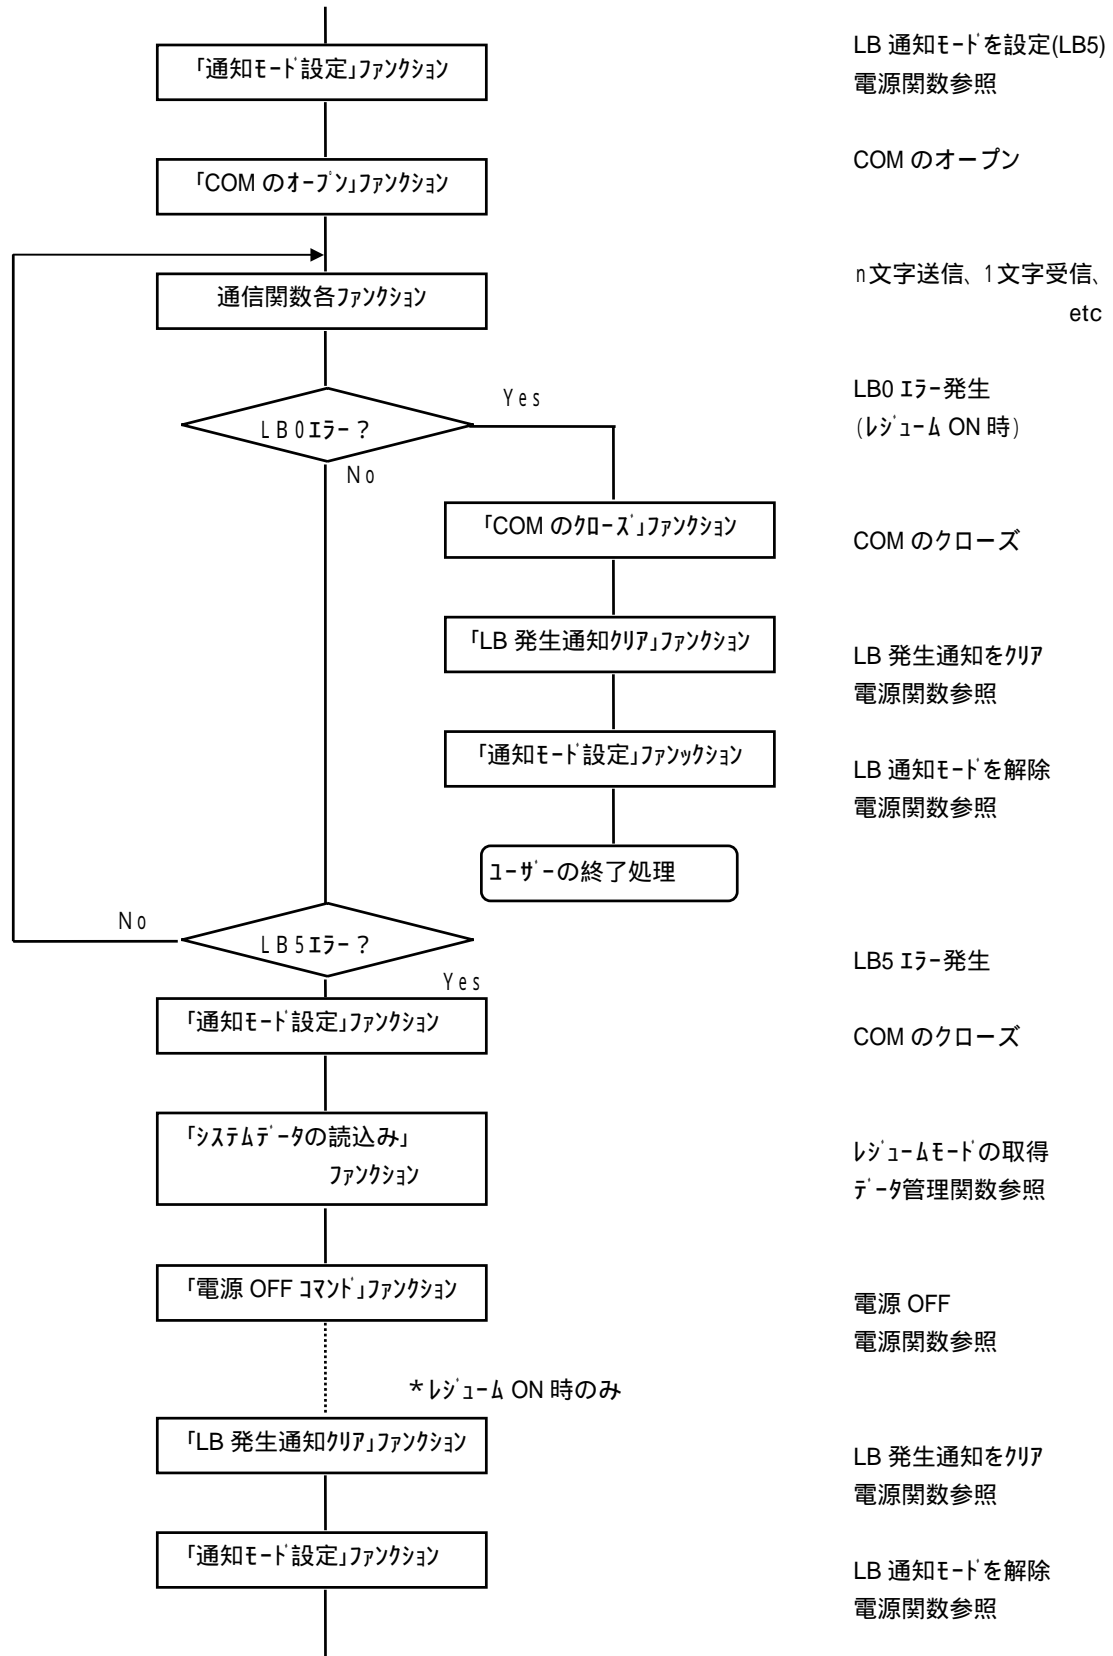 「通知ﾓｰﾄﾞ設定」ﾌｧﾝｸｼｮﾝ
LB 通知ﾓｰﾄﾞを設定(LB5)
電源関数参照
「COM のｵｰﾌﾟﾝ」ﾌｧﾝｸｼｮﾝ
COM のオープン
通信関数各ﾌｧﾝｸｼｮﾝ
n文字送信、1文字受信、
etc
LB0ｴﾗｰ?
Yes
No
LB0 ｴﾗｰ発生
(ﾚｼﾞｭｰﾑ ON 時)
「COM のｸﾛｰｽﾞ」ﾌｧﾝｸｼｮﾝ
COM のクローズ
「LB 発生通知ｸﾘｱ」ﾌｧﾝｸｼｮﾝ
LB 発生通知をｸﾘｱ
電源関数参照
「通知ﾓｰﾄﾞ設定」ﾌｧﾝｯｸｼｮﾝ
LB 通知ﾓｰﾄﾞを解除
電源関数参照
ﾕｰｻﾞｰの終了処理
No
LB5ｴﾗｰ?
Yes
LB5 ｴﾗｰ発生
「通知ﾓｰﾄﾞ設定」ﾌｧﾝｸｼｮﾝ
COM のクローズ
「ｼｽﾃﾑﾃﾞｰﾀの読込み」
ﾌｧﾝｸｼｮﾝ
ﾚｼﾞｭｰﾑﾓｰﾄﾞの取得
ﾃﾞｰﾀ管理関数参照
「電源 OFF ｺﾏﾝﾄﾞ」ﾌｧﾝｸｼｮﾝ
電源 OFF
電源関数参照
*ﾚｼﾞｭｰﾑ ON 時のみ
「LB 発生通知ｸﾘｱ」ﾌｧﾝｸｼｮﾝ
LB 発生通知をｸﾘｱ
電源関数参照
「通知ﾓｰﾄﾞ設定」ﾌｧﾝｸｼｮﾝ
LB 通知ﾓｰﾄﾞを解除
電源関数参照